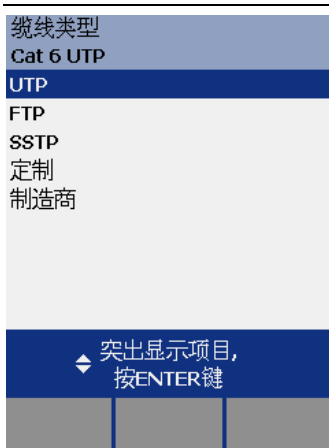 缆线类型
Cat 6 UTP
UTP
FTP
SSTP
定制
制造商
突出显示项目,
按ENTER键